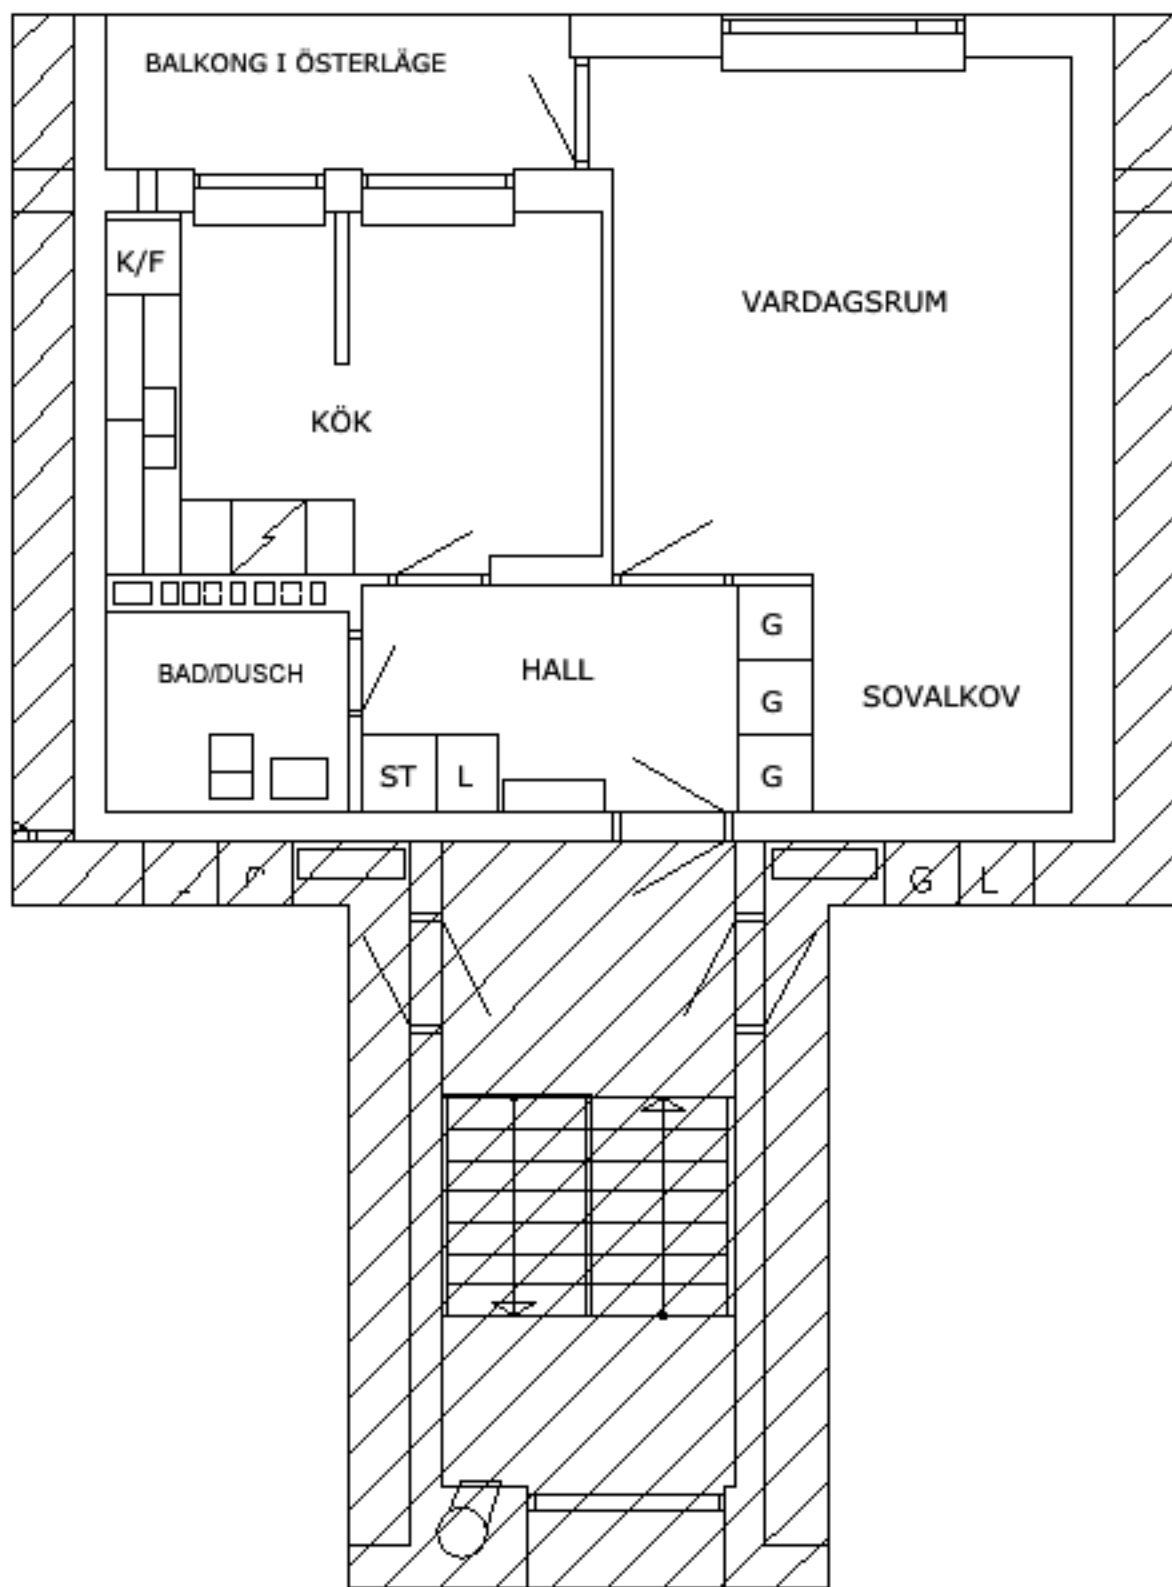 BALKONG I ÖSTERLÄGE
K/F
VARDAGSRUM
KÖK
G
BAD/DUSCH
HALL
G
SOVALKOV
ST
L
G
G
L